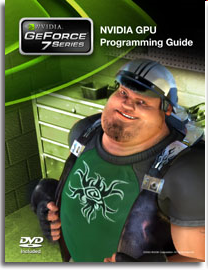 NVIDIA.
GeForce
7 Series
NVIDIA GPU
Programming Guide
DVD
Included